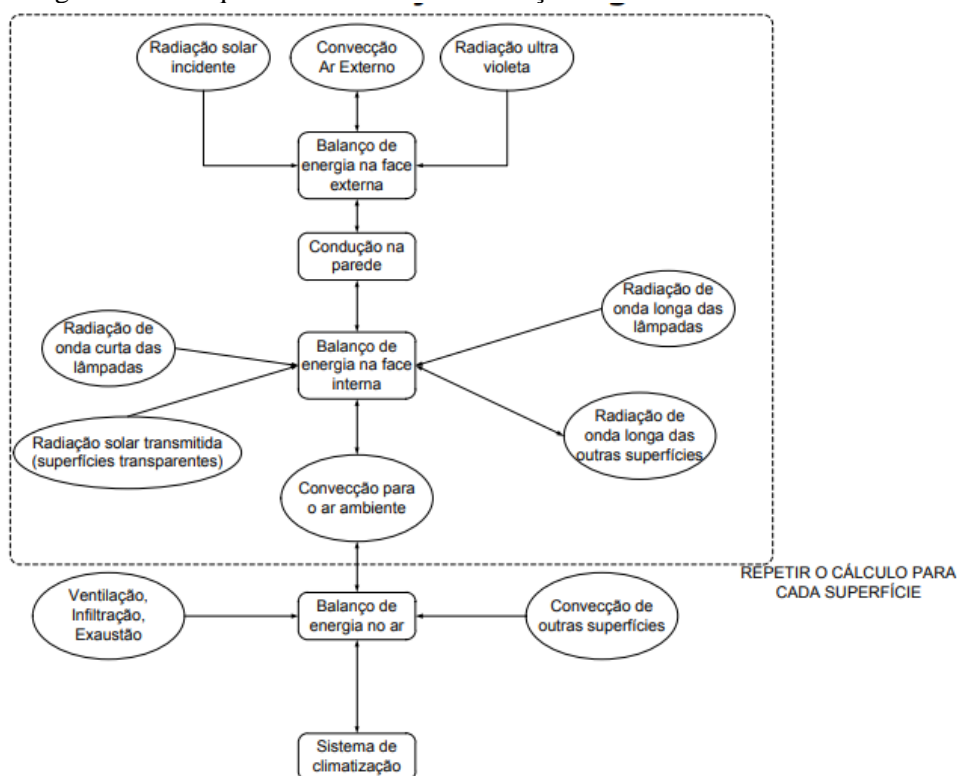 Radiação solar
incidente
Convecção
Ar Externo
Radiação ultra
violeta
Balanço de
energia na face
externa
Condução na
parede
Radiação de
onda curta das
lâmpadas
Balanço de
energia na face
interna
Radiação de
onda longa das
lâmpadas
Radiação solar transmitida
(superfícies transparentes)
Radiação de
onda longa das
outras superfícies
Convecção para
o ar ambiente
REPETIR O CÁLCULO PARA
CADA SUPERFÍCIE
Ventilação,
Infiltração,
Exaustão
Balanço de
energia no ar
Convecção de
outras superfícies
Sistema de
climatização